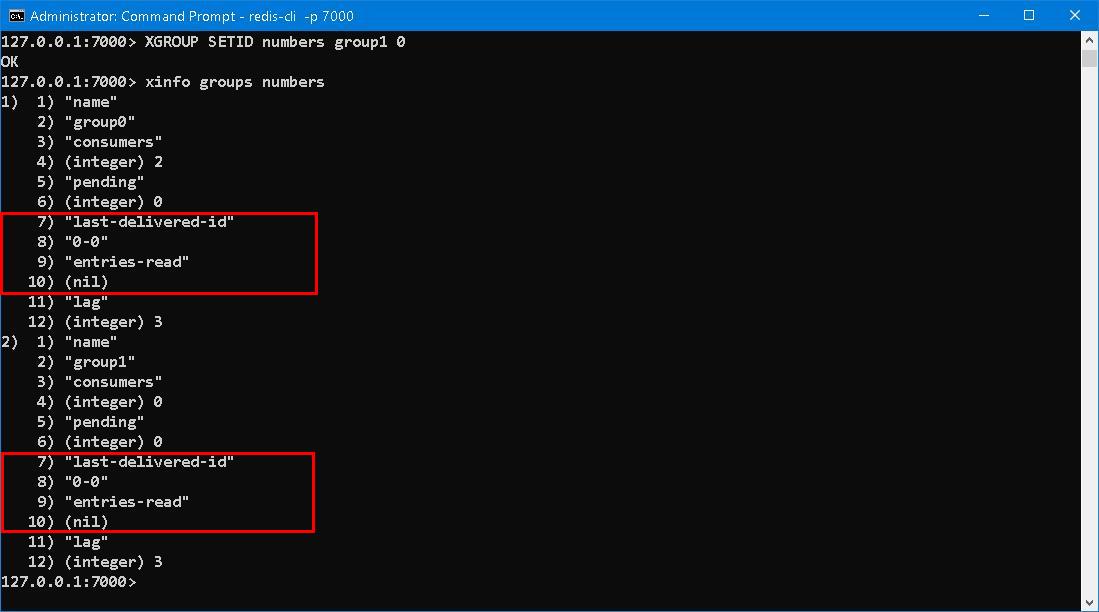 Administrator: Command Prompt - redis-cli -p 7000
127.0.0.1:7000> XGROUP SETID numbers group1 0
OK
127.0.0.1:7000> xinfo groups numbers
1)  1) "name"
    2) "group0"
    3) "consumers"
    4) (integer) 2
    5) "pending"
    6) (integer) 0
    7) "last-delivered-id"
    8) "0-0"
    9) "entries-read"
   10) (nil)
   11) "lag"
   12) (integer) 3
2)  1) "name"
    2) "group1"
    3) "consumers"
    4) (integer) 0
    5) "pending"
    6) (integer) 0
    7) "last-delivered-id"
    8) "0-0"
    9) "entries-read"
   10) (nil)
   11) "lag"
   12) (integer) 3
127.0.0.1:7000>